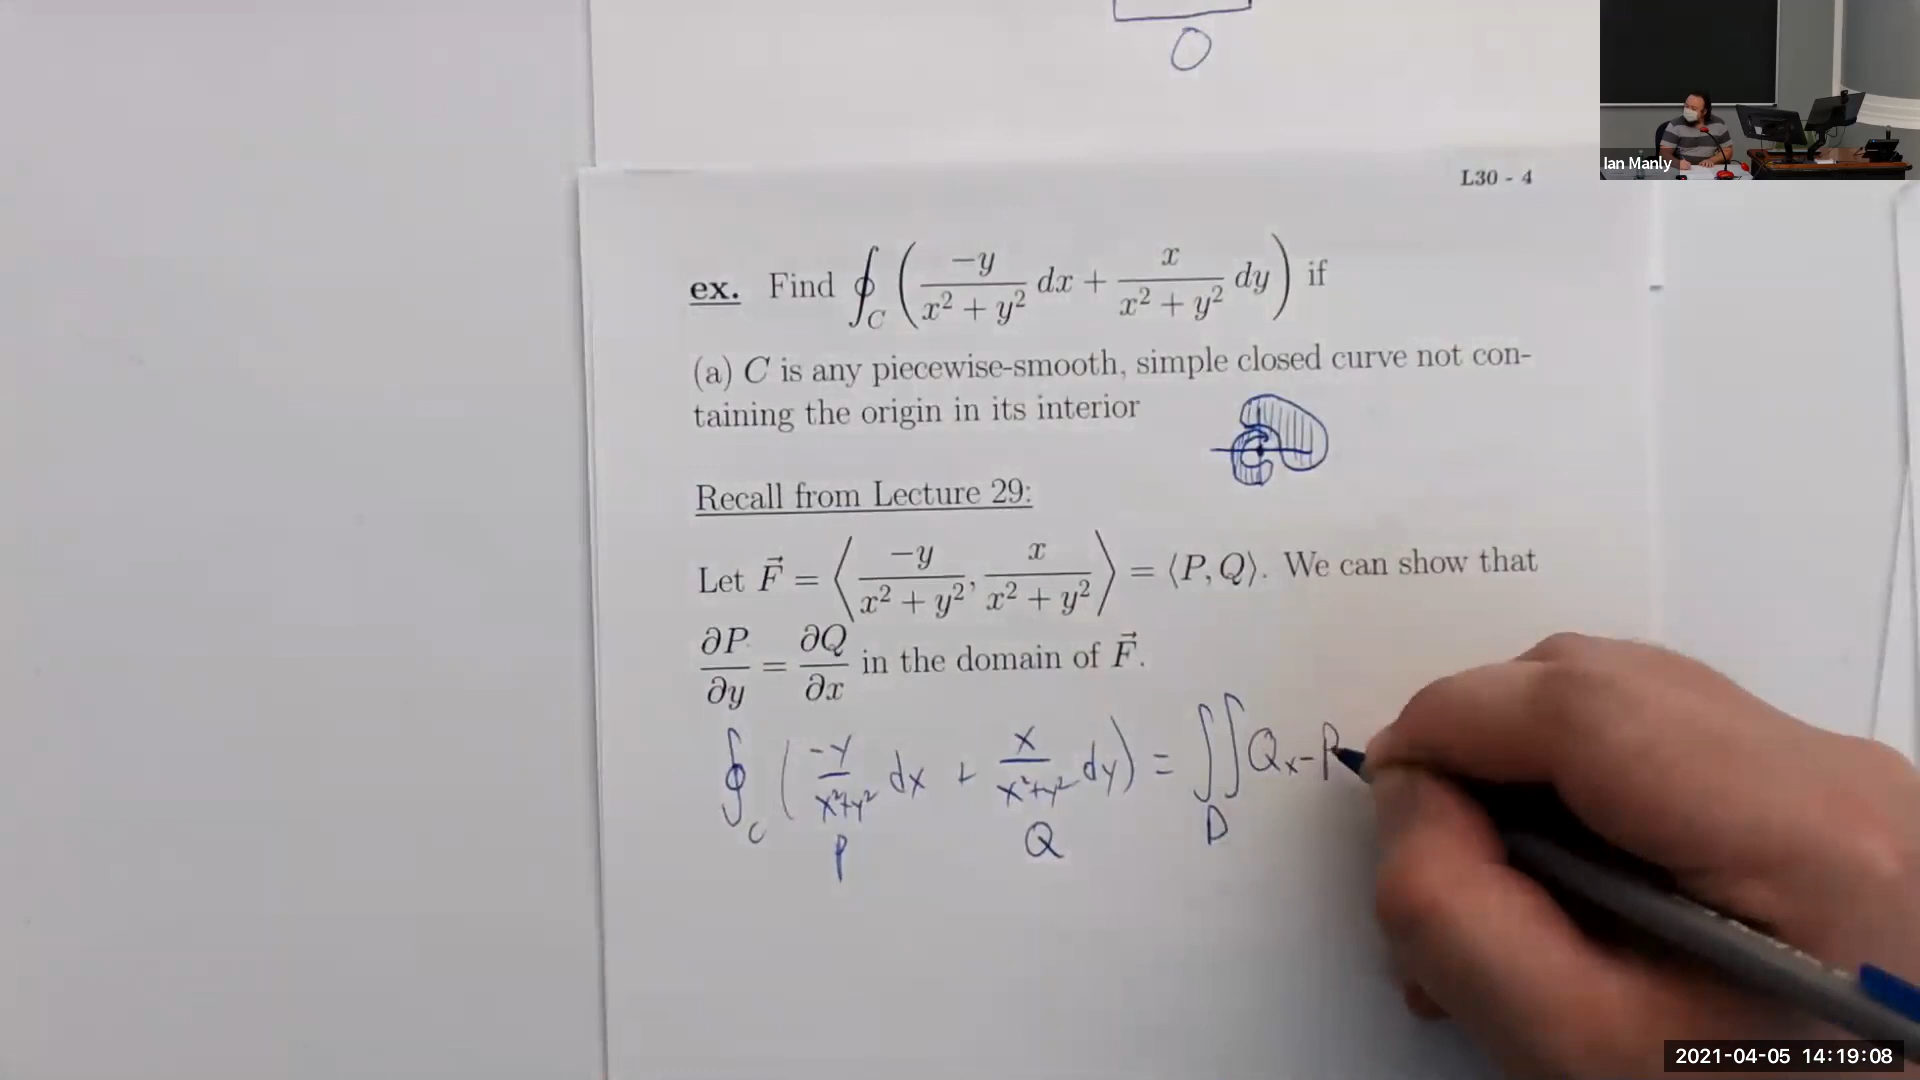 O
L30 - 4
Ian Manly
ex. Find ∮_C ( -y/(x² + y²) dx + x/(x² + y²) dy ) if
(a) C is any piecewise-smooth, simple closed curve not con-
taining the origin in its interior
Recall from Lecture 29:
Let F⃗ = ⟨ -y/(x² + y²), x/(x² + y²) ⟩ = ⟨P, Q⟩. We can show that
∂P/∂y = ∂Q/∂x in the domain of F⃗.
∮_C ( -y/(x²+y²) dx + x/(x²+y²) dy ) = ∬_D Qx - P
P Q
2021-04-05 14:19:08